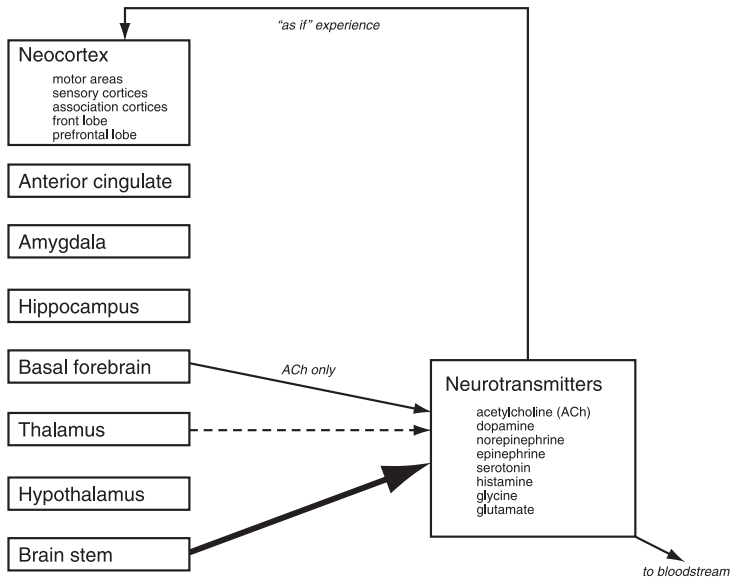 “as if” experience
Neocortex
motor areas
sensory cortices
association cortices
front lobe
prefrontal lobe
Anterior cingulate
Amygdala
Hippocampus
Basal forebrain
ACh only
Thalamus
Hypothalamus
Brain stem
Neurotransmitters
acetylcholine (ACh)
dopamine
norepinephrine
epinephrine
serotonin
histamine
glycine
glutamate
to bloodstream